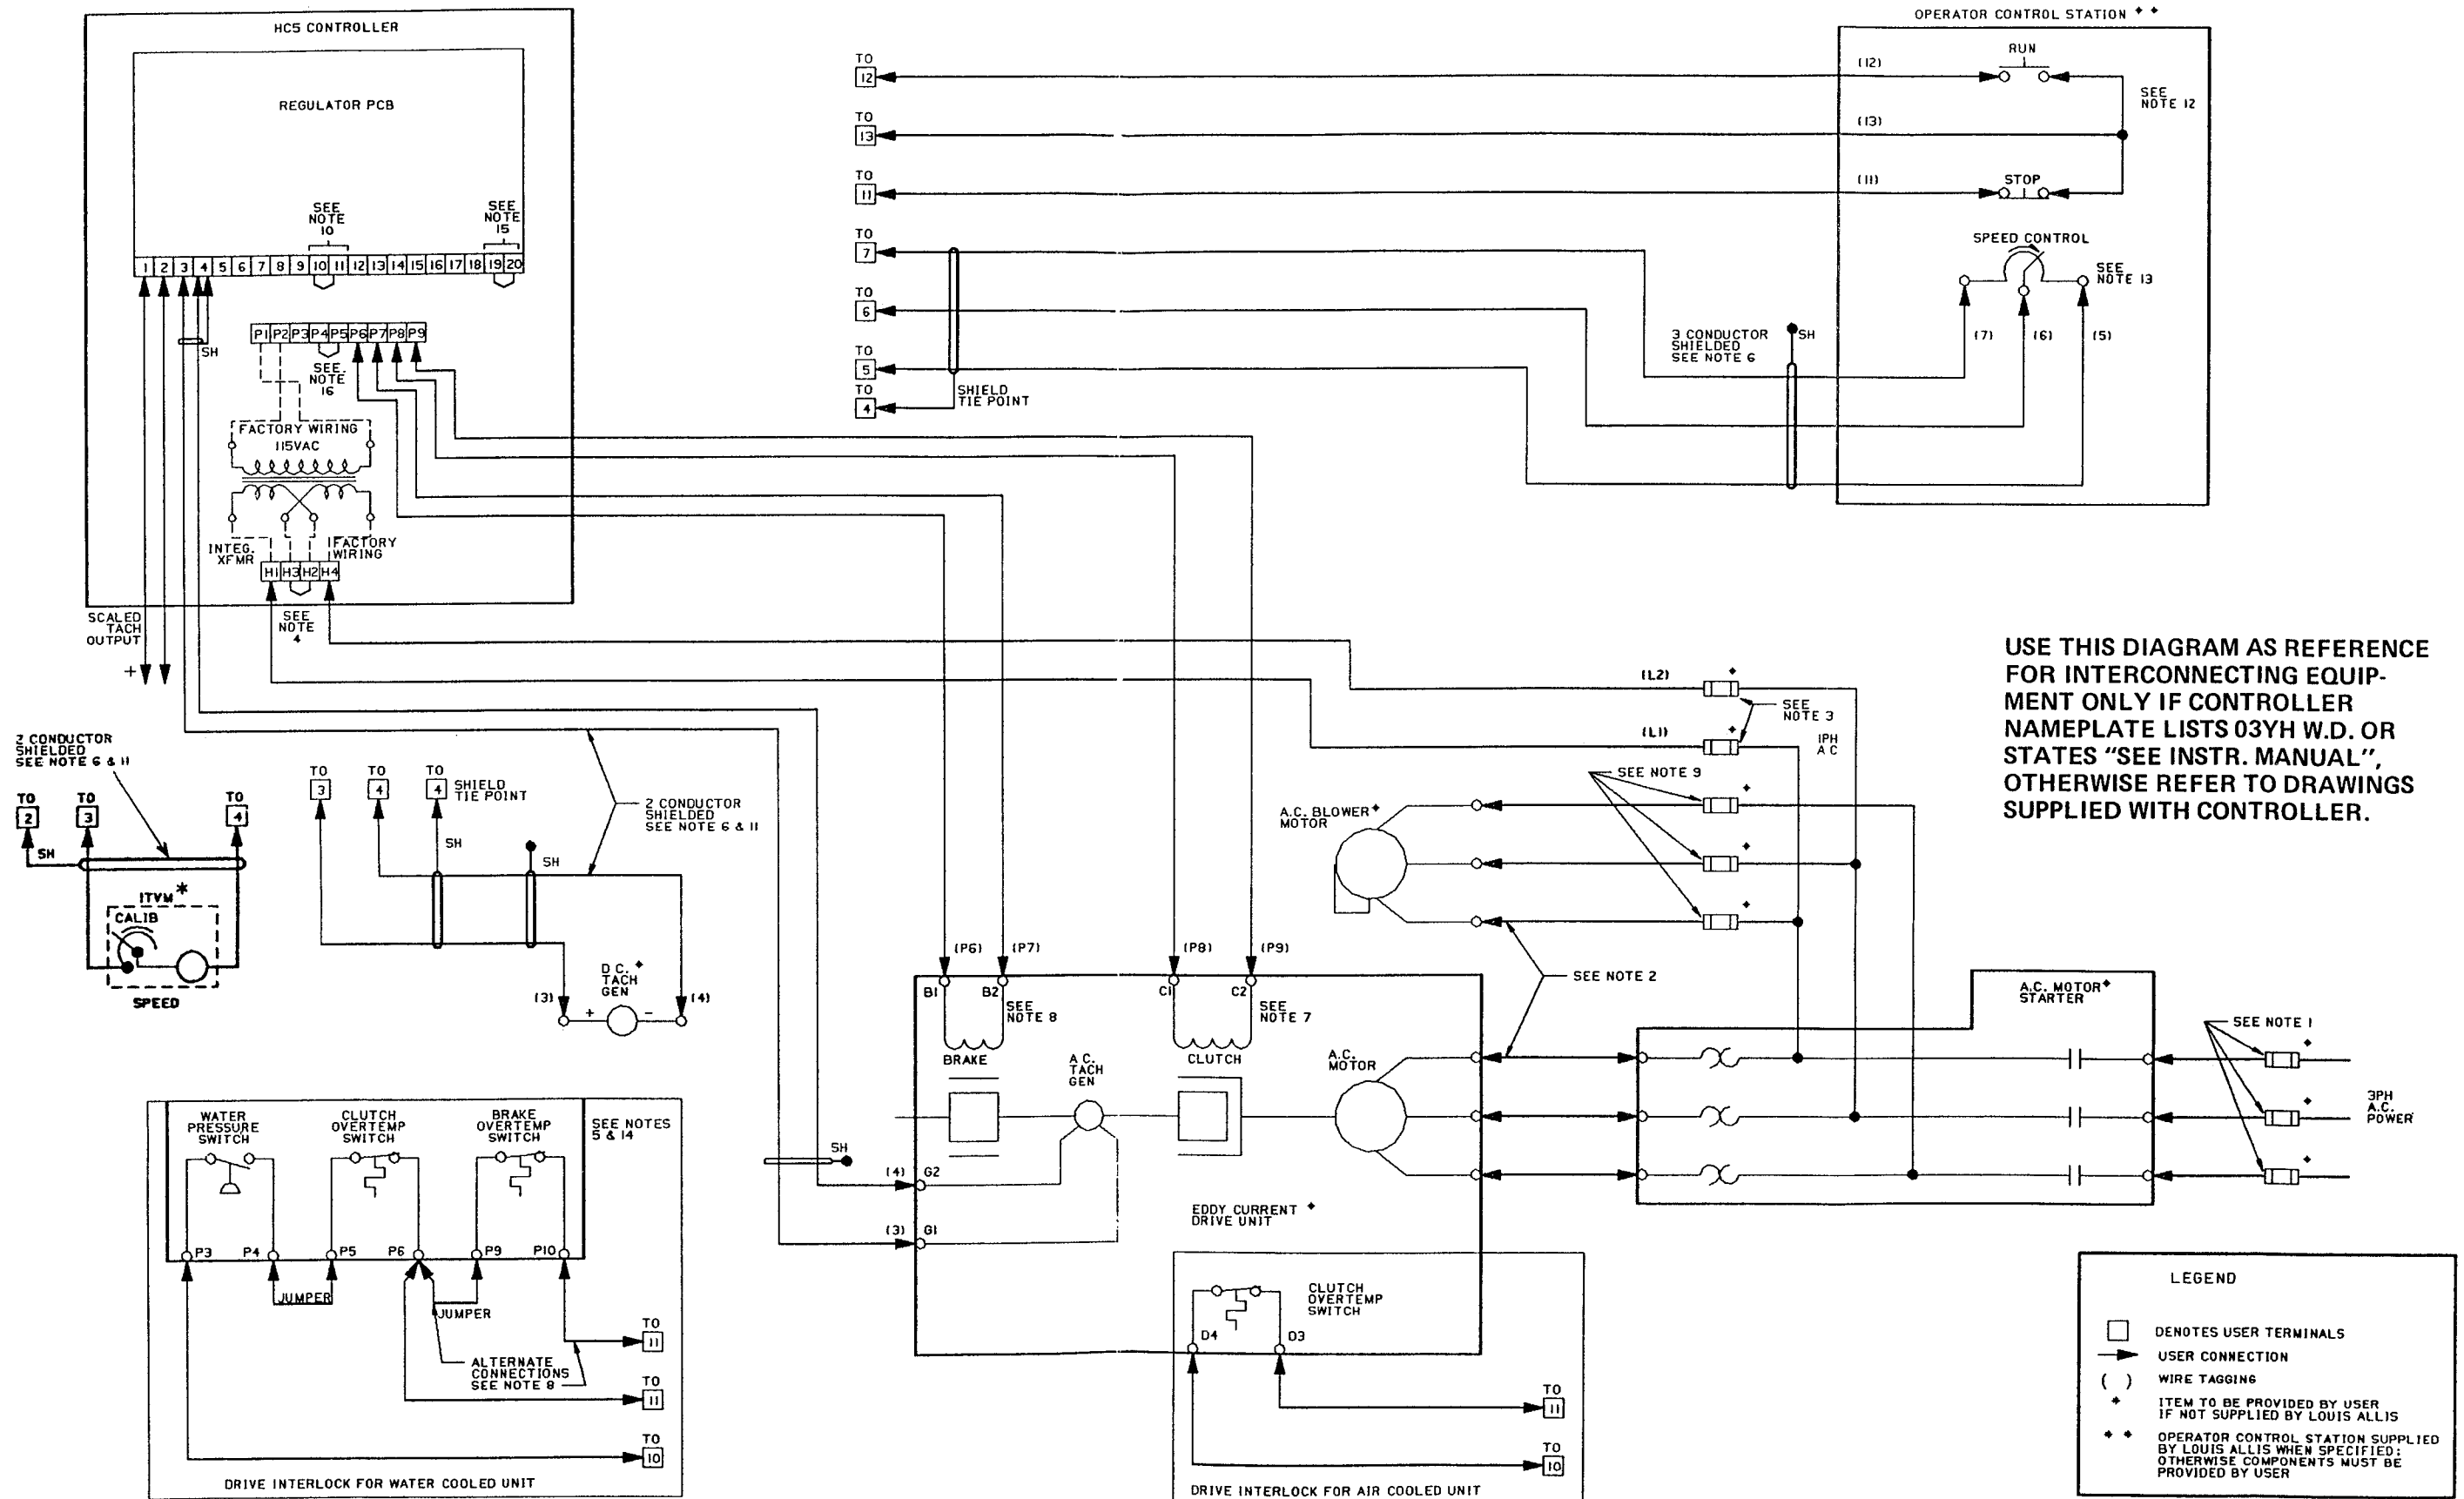 HC5 CONTROLLER
REGULATOR PCB
SEE
NOTE
10
SEE
NOTE
15
1 2 3 4 5 6 7 8 9 10 11 12 13 14 15 16 17 18 19 20
SH
P1 P2 P3 P4 P5 P6 P7 P8 P9
SEE
NOTE
16
FACTORY WIRING
115VAC
INTEG.
XFMR
FACTORY
WIRING
H1 H3 H2 H4
SEE
NOTE
4
SCALED
TACH
OUTPUT
+
OPERATOR CONTROL STATION ♦ ♦
TO
12
(12)
RUN
SEE
NOTE 12
TO
13
(13)
TO
11
(11)
STOP
TO
7
TO
6
TO
5
TO
4
SHIELD
TIE POINT
SPEED CONTROL
SEE
NOTE 13
3 CONDUCTOR
SHIELDED
SEE NOTE 6
SH
(7)
(6)
(5)
USE THIS DIAGRAM AS REFERENCE
FOR INTERCONNECTING EQUIP-
MENT ONLY IF CONTROLLER
NAMEPLATE LISTS 03YH W.D. OR
STATES “SEE INSTR. MANUAL”,
OTHERWISE REFER TO DRAWINGS
SUPPLIED WITH CONTROLLER.
2 CONDUCTOR
SHIELDED
SEE NOTE 6 & 11
TO
2
TO
3
TO
4
SH
ITVM *
CALIB
SPEED
TO
3
TO
4
TO
4
SHIELD
TIE POINT
2 CONDUCTOR
SHIELDED
SEE NOTE 6 & 11
SH
SH
D.C. ♦
TACH
GEN
(3)
+
-
(4)
(L2)
♦
SEE
NOTE 3
(L1)
♦
1PH
A C
SEE NOTE 9
♦
A.C. BLOWER ♦
MOTOR
♦
♦
SEE NOTE 2
(P6)
(P7)
(P8)
(P9)
B1
B2
C1
C2
SEE
NOTE 8
SEE
NOTE 7
BRAKE
A C.
TACH
GEN
CLUTCH
A.C.
MOTOR
SH
(4)
G2
(3)
G1
EDDY CURRENT ♦
DRIVE UNIT
A.C. MOTOR ♦
STARTER
SEE NOTE 1
♦
♦
♦
3PH
A.C.
POWER
WATER
PRESSURE
SWITCH
CLUTCH
OVERTEMP
SWITCH
BRAKE
OVERTEMP
SWITCH
SEE NOTES
5 & 14
P3
P4
P5
P6
P9
P10
JUMPER
JUMPER
ALTERNATE
CONNECTIONS
SEE NOTE 8
TO
11
TO
11
TO
10
DRIVE INTERLOCK FOR WATER COOLED UNIT
CLUTCH
OVERTEMP
SWITCH
D4
D3
TO
11
TO
10
DRIVE INTERLOCK FOR AIR COOLED UNIT
LEGEND
DENOTES USER TERMINALS
USER CONNECTION
( ) WIRE TAGGING
♦ ITEM TO BE PROVIDED BY USER
IF NOT SUPPLIED BY LOUIS ALLIS
♦ ♦ OPERATOR CONTROL STATION SUPPLIED
BY LOUIS ALLIS WHEN SPECIFIED;
OTHERWISE COMPONENTS MUST BE
PROVIDED BY USER